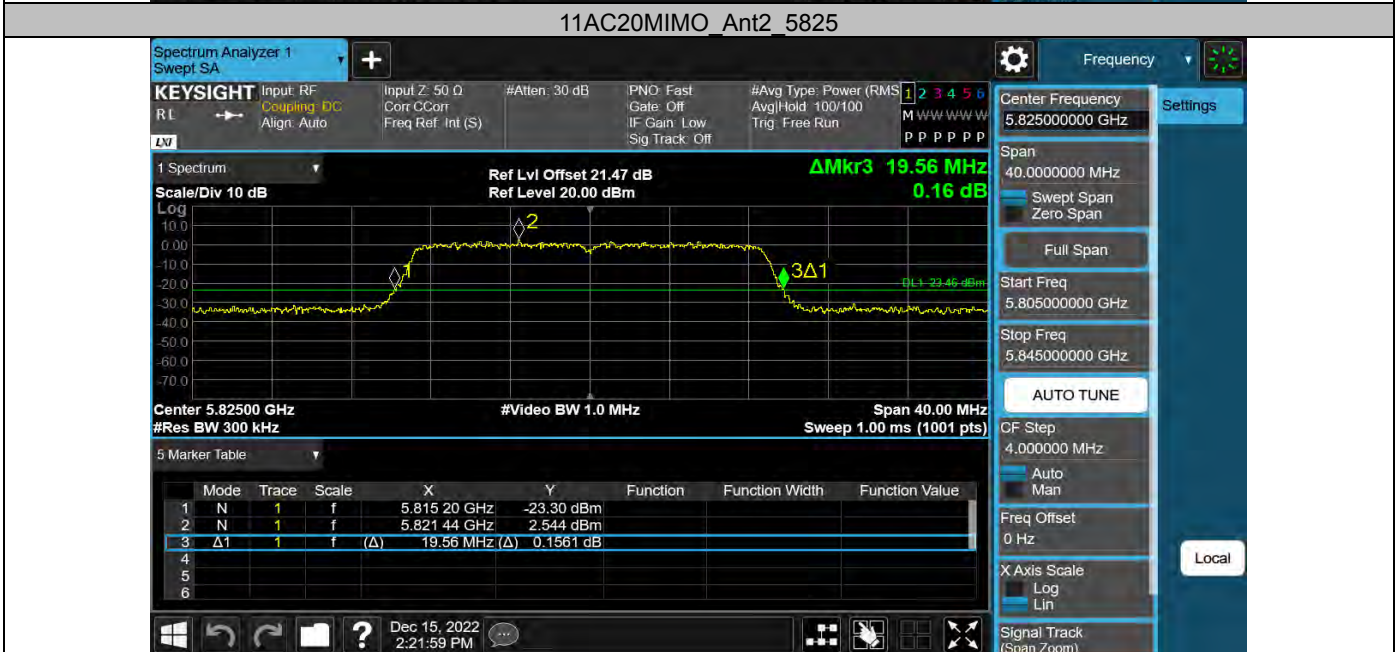 11AC20MIMO_Ant2_5825
Spectrum Analyzer 1
Swept SA
Frequency
KEYSIGHT Input: RF Input Z: 50 Ω #Atten: 30 dB PNO: Fast #Avg Type: Power (RMS 1 2 3 4 5 6
RL Coupling: DC Corr CCorr Gate: Off Avg|Hold: 100/100 M W W W W W
Align: Auto Freq Ref: Int (S) IF Gain: Low Trig: Free Run
LXI Sig Track: Off P P P P P P
Center Frequency
5.825000000 GHz
Settings
Span
40.0000000 MHz
Swept Span
Zero Span
Full Span
Start Freq
5.805000000 GHz
Stop Freq
5.845000000 GHz
AUTO TUNE
CF Step
4.000000 MHz
Auto
Man
Freq Offset
0 Hz
X Axis Scale
Log
Lin
Signal Track
(Span Zoom)
Local
1 Spectrum
Scale/Div 10 dB
Ref Lvl Offset 21.47 dB
Ref Level 20.00 dBm
ΔMkr3 19.56 MHz
0.16 dB
Log
10.0
0.00
-10.0
-20.0
-30.0
-40.0
-50.0
-60.0
-70.0
1
2
3Δ1
DL1 -23.46 dBm
Center 5.82500 GHz #Video BW 1.0 MHz Span 40.00 MHz
#Res BW 300 kHz Sweep 1.00 ms (1001 pts)
5 Marker Table
Mode Trace Scale X Y Function Function Width Function Value
1 N 1 f 5.815 20 GHz -23.30 dBm
2 N 1 f 5.821 44 GHz 2.544 dBm
3 Δ1 1 f (Δ) 19.56 MHz (Δ) 0.1561 dB
4
5
6
?
Dec 15, 2022
2:21:59 PM